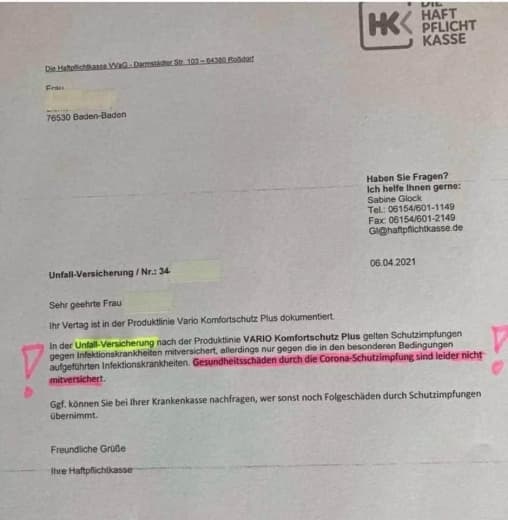 DIE
HAFT
PFLICHT
KASSE
HK
Die Haftpflichtkasse VVaG - Darmstädter Str. 103 – 64380 Roßdorf
Frau
76530 Baden-Baden
Haben Sie Fragen?
Ich helfe Ihnen gerne:
Sabine Glock
Tel.: 06154/601-1149
Fax: 06154/601-2149
Gl@haftpflichtkasse.de
06.04.2021
Unfall-Versicherung / Nr.: 34-
Sehr geehrte Frau
Ihr Vertag ist in der Produktlinie Vario Komfortschutz Plus dokumentiert.
In der Unfall-Versicherung nach der Produktlinie VARIO Komfortschutz Plus gelten Schutzimpfungen
gegen Infektionskrankheiten mitversichert, allerdings nur gegen die in den besonderen Bedingungen
aufgeführten Infektionskrankheiten. Gesundheitsschäden durch die Corona-Schutzimpfung sind leider nicht
mitversichert.
Ggf. können Sie bei Ihrer Krankenkasse nachfragen, wer sonst noch Folgeschäden durch Schutzimpfungen
übernimmt.
Freundliche Grüße
Ihre Haftpflichtkasse